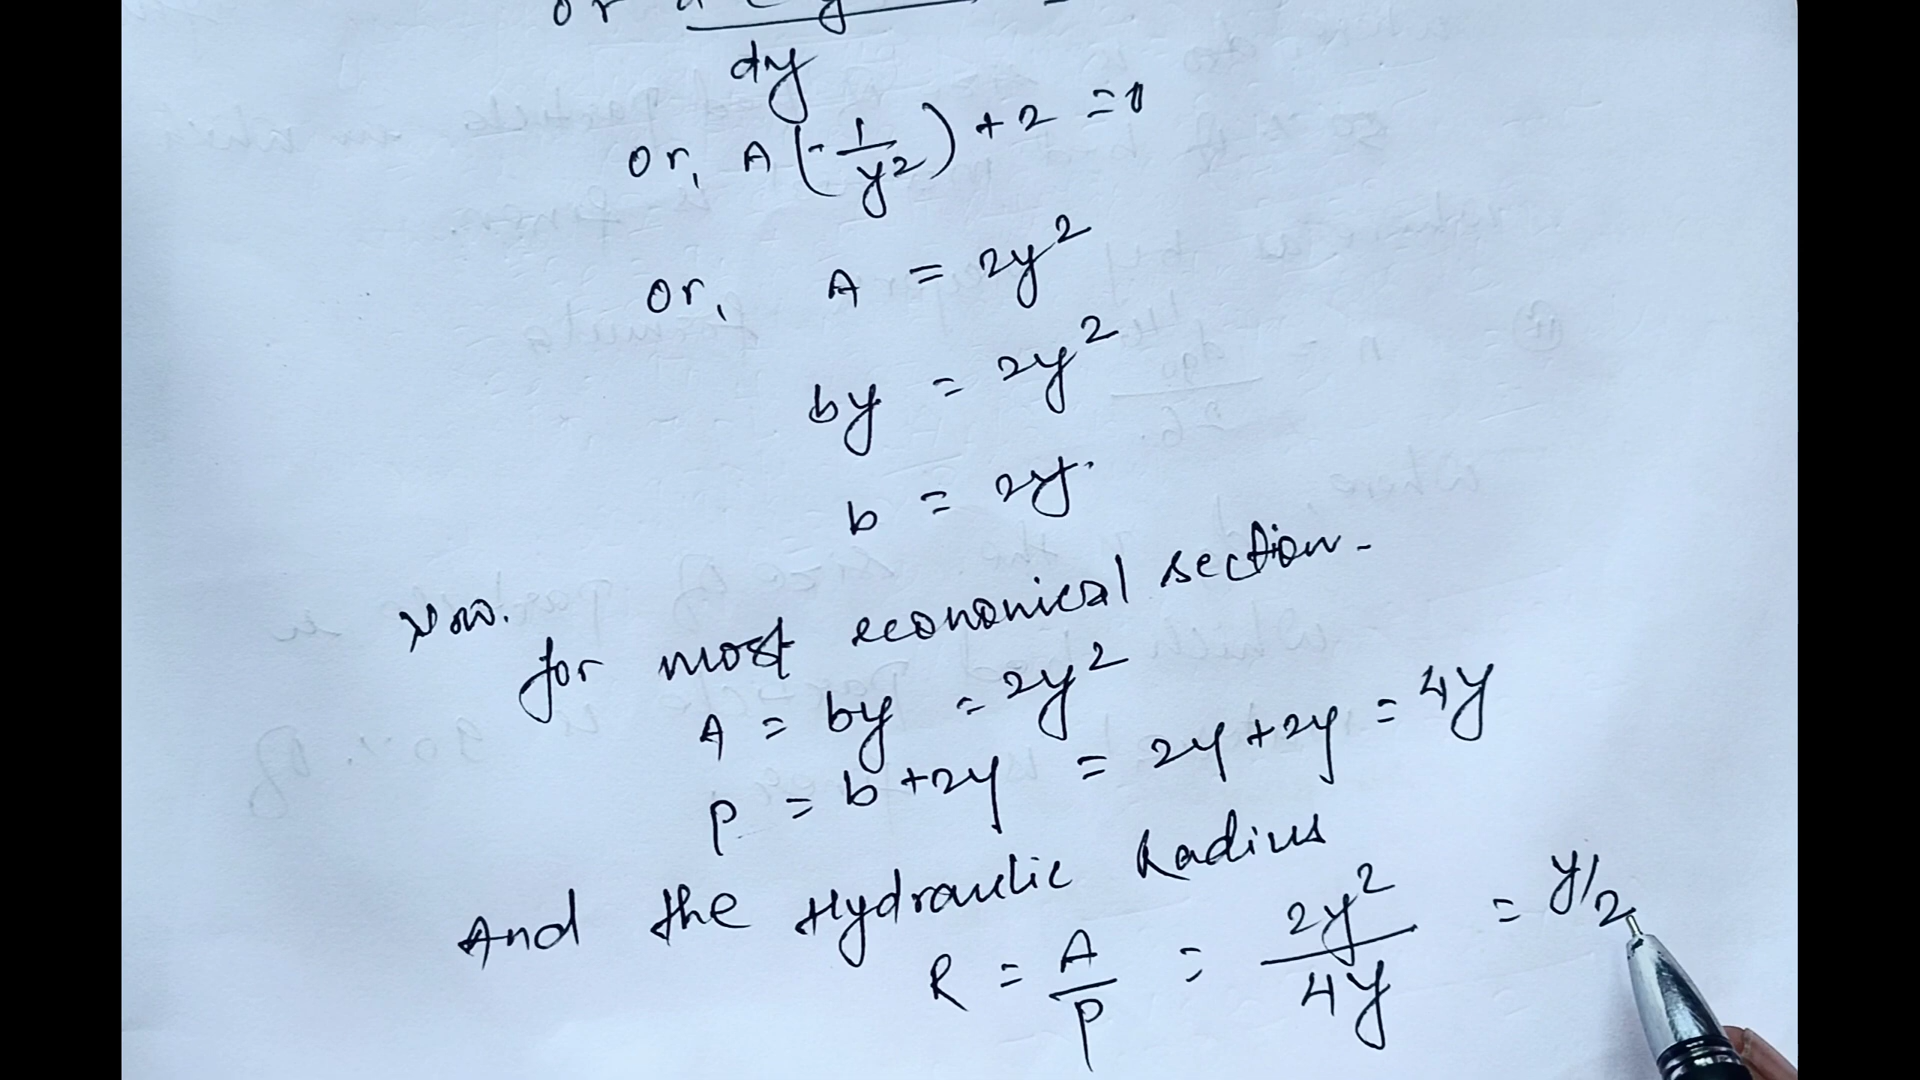 or
dy
or, A (-1/y²) + 2 = 0
or, A = 2y²
by = 2y²
b = 2y.
Now.
for most economical section-
A = by = 2y²
P = b + 2y = 2y + 2y = 4y
And the Hydraulic Radius
R = A/P = 2y²/4y = y/2